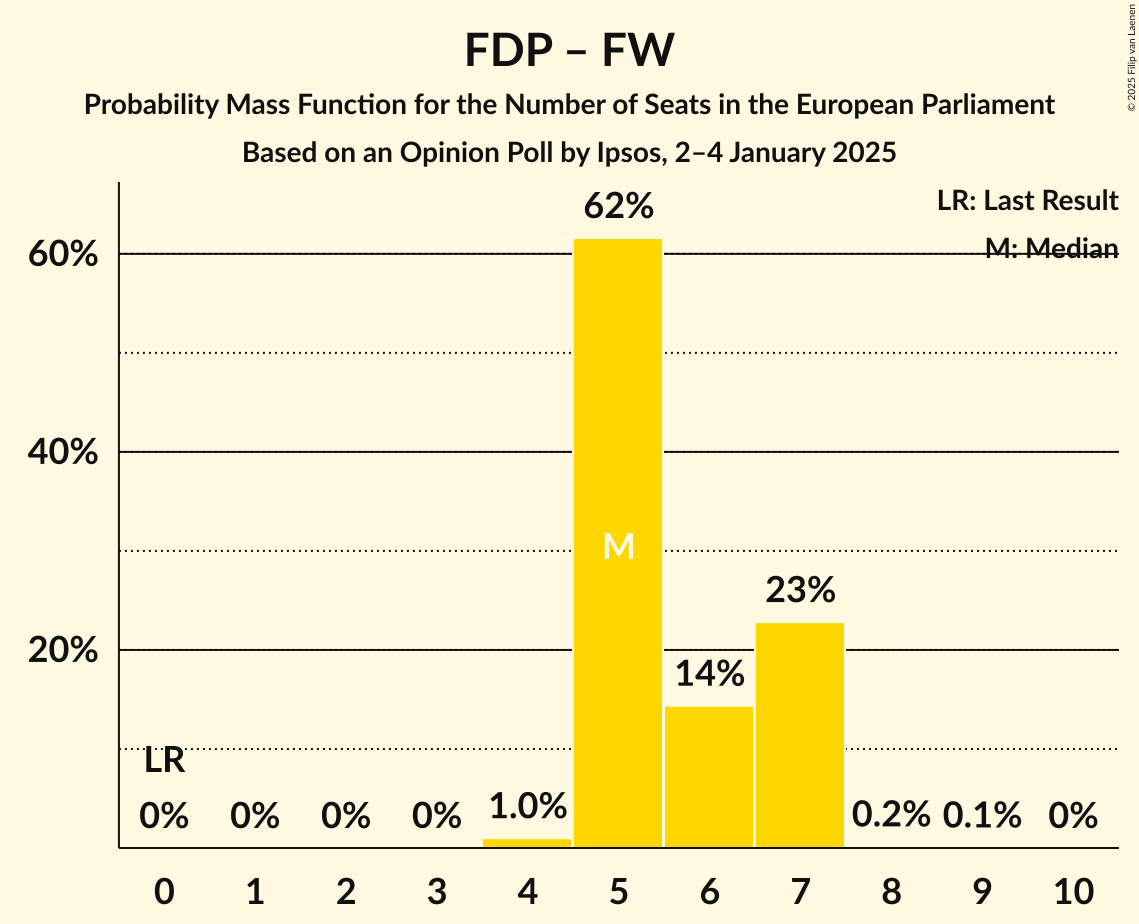 FDP – FW
Probability Mass Function for the Number of Seats in the European Parliament
Based on an Opinion Poll by Ipsos, 2–4 January 2025
© 2025 Filip van Laenen
LR: Last Result
M: Median
62%
60%
40%
M
23%
20%
14%
LR
0% 0% 0% 0% 1.0% 0.2% 0.1% 0%
0 1 2 3 4 5 6 7 8 9 10